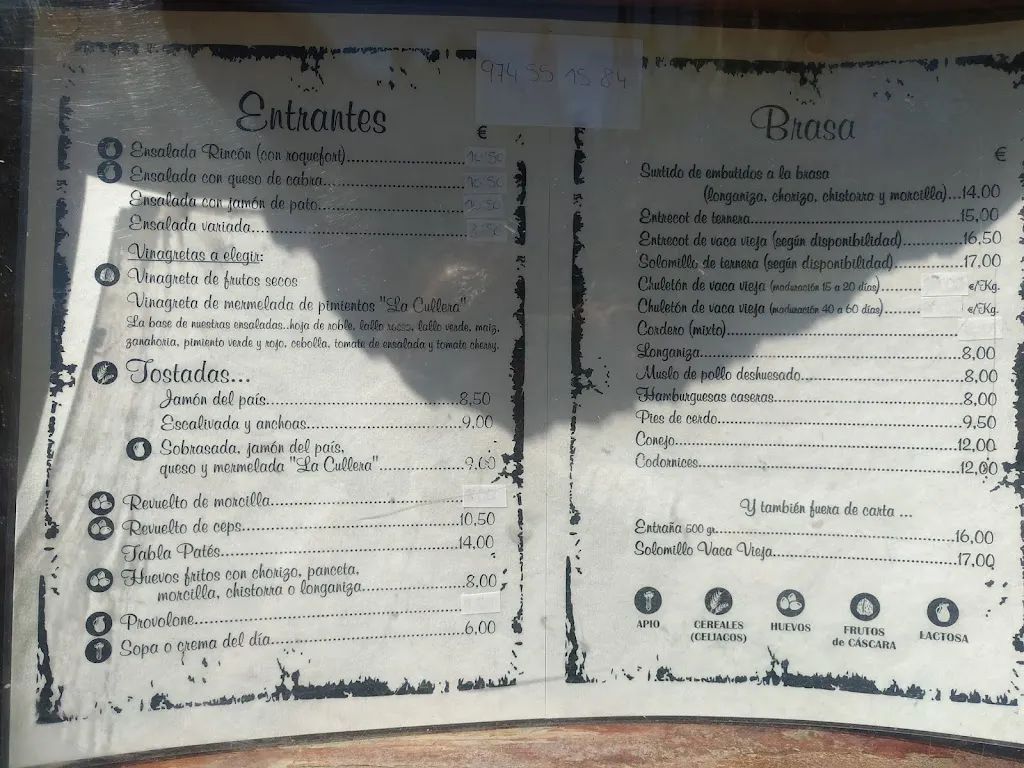 974 55 15 84
Entrantes
€
Ensalada Rincón (con roquefort)
Ensalada con queso de cabra
Ensalada con jamón de pato
Ensalada variada
Vinagretas a elegir:
Vinagreta de frutos secos
Vinagreta de mermelada de pimientos "La Cullera"
La base de nuestras ensaladas..hoja de roble, lollo rosso, lollo verde, maiz,
zanahoria, pimiento verde y rojo, cebolla, tomate de ensalada y tomate cherry.
Tostadas...
Jamón del país 8,50
Escalivada y anchoas 9,00
Sobrasada, jamón del país,
queso y mermelada "La Cullera" 9,00
Revuelto de morcilla
Revuelto de ceps 10,50
Tabla Patés 14,00
Huevos fritos con chorizo, panceta,
morcilla, chistorra o longaniza 8,00
Provolone
Sopa o crema del día 6,00
Brasa
€
Surtido de embutidos a la brasa
(longaniza, chorizo, chistorra y morcilla) 14.00
Entrecot de ternera 15,00
Entrecot de vaca vieja (según disponibilidad) 16,50
Solomillo de ternera (según disponibilidad) 17,00
Chuletón de vaca vieja (maduración 15 a 20 días) €/Kg.
Chuletón de vaca vieja (maduración 40 a 60 días) €/Kg.
Cordero (mixto)
Longaniza 8,00
Muslo de pollo deshuesado 8,00
Hamburguesas caseras 8,00
Pies de cerdo 9,50
Conejo 12,00
Codornices 12,00
Y también fuera de carta ...
Entraña 500 gr 16,00
Solomillo Vaca Vieja 17,00
APIO
CEREALES
(CELIACOS)
HUEVOS
FRUTOS
de CÁSCARA
LACTOSA